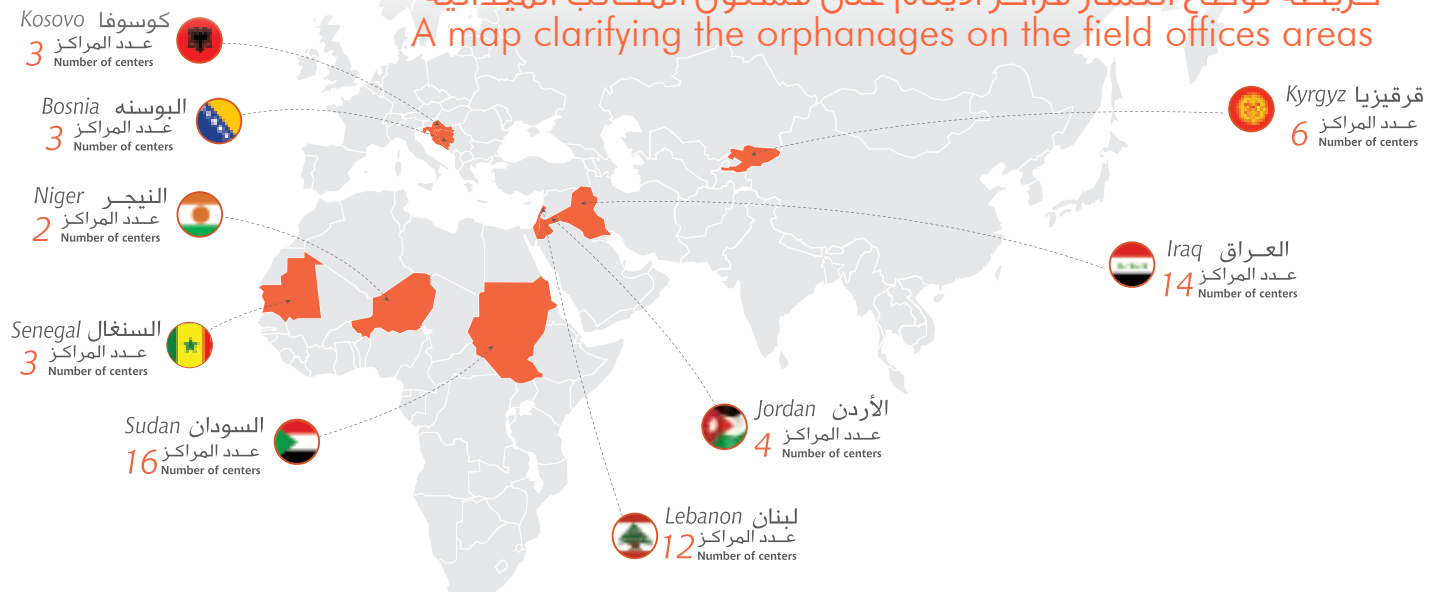 A map clarifying the orphanages on the field offices areas
Kosovo كوسوفا
3 عـدد المراكـز
Number of centers
Bosnia البوسنه
3 عـدد المراكـز
Number of centers
Niger النيجـر
2 عـدد المراكـز
Number of centers
Senegal السنغال
3 عـدد المراكـز
Number of centers
Sudan السودان
16 عـدد المراكـز
Number of centers
Kyrgyz قرقيزيا
6 عـدد المراكـز
Number of centers
Iraq العـراق
14 عـدد المراكـز
Number of centers
Jordan الأردن
4 عـدد المراكـز
Number of centers
Lebanon لبنان
12 عـدد المراكـز
Number of centers